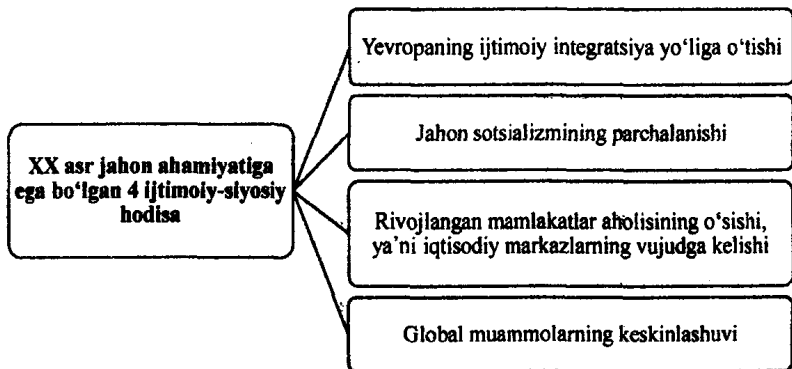 XX asr jahon ahamiyatiga
ega bo‘lgan 4 ijtimoiy-siyosiy
hodisa
Yevropaning ijtimoiy integratsiya yo‘liga o‘tishi
Jahon sotsializmining parchalanishi
Rivojlangan mamlakatlar aholisining o‘sishi,
ya’ni iqtisodiy markazlarning vujudga kelishi
Global muammolarning keskinlashuvi